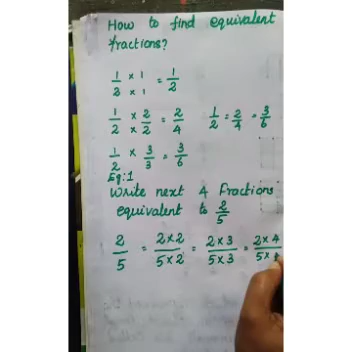 How to find equivalent
fractions?
1/2 × 1/1 = 1/2
1/2 × 2/2 = 2/4   1/2 = 2/4 = 3/6
1/2 × 3/3 = 3/6
Eg:1
Write next 4 Fractions
equivalent to 2/5
2/5 = 2×2/5×2 = 2×3/5×3 = 2×4/5×